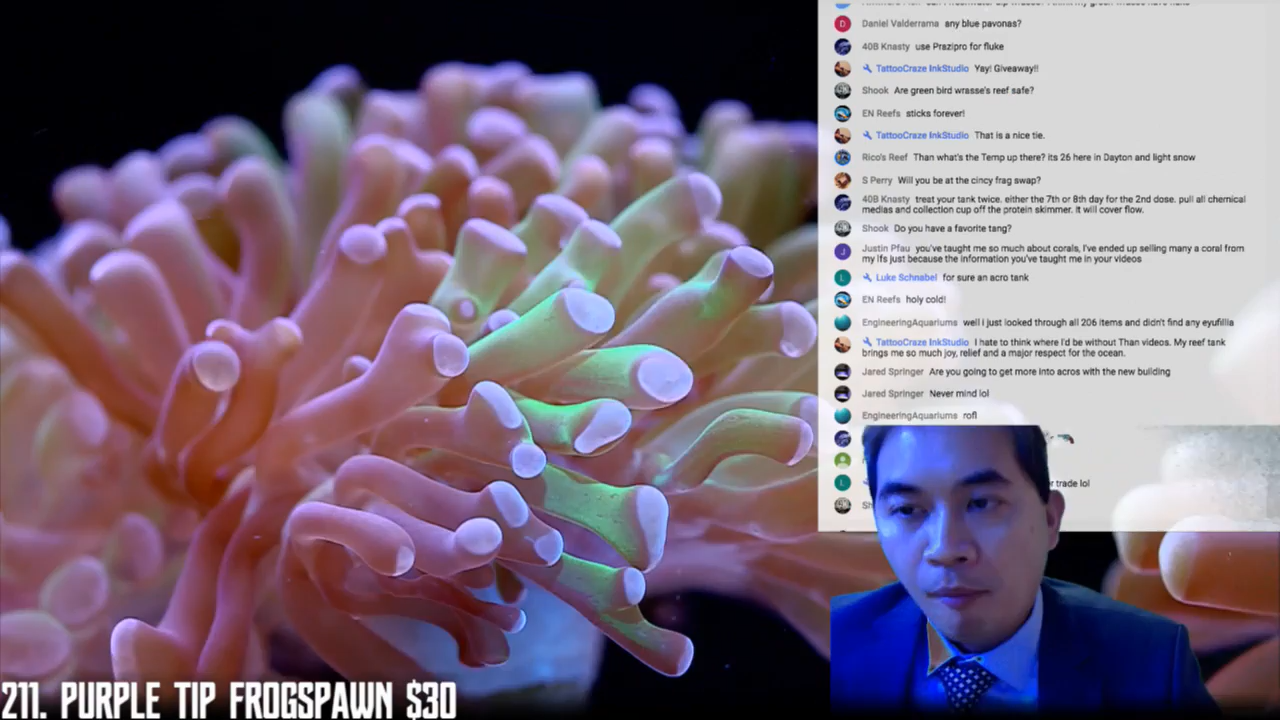 Daniel Valderrama any blue pavonas?
40B Knasty use Prazipro for fluke
TattooCraze InkStudio Yay! Giveaway!!
Shook Are green bird wrasse's reef safe?
EN Reefs sticks forever!
TattooCraze InkStudio That is a nice tie.
Rico's Reef Than what's the Temp up there? its 26 here in Dayton and light snow
S Perry Will you be at the cincy frag swap?
40B Knasty treat your tank twice. either the 7th or 8th day for the 2nd dose. pull all chemical
medias and collection cup off the protein skimmer. it will cover flow.
Shook Do you have a favorite tang?
Justin Pfau you've taught me so much about corals, I've ended up selling many a coral from
my lfs just because the information you've taught me in your videos
Luke Schnabel for sure an acro tank
EN Reefs holy cold!
EngineeringAquariums well i just looked through all 206 items and didn't find any eyufillia
TattooCraze InkStudio I hate to think where I'd be without Than videos. My reef tank
brings me so much joy, relief and a major respect for the ocean.
Jared Springer Are you going to get more into acros with the new building
Jared Springer Never mind lol
EngineeringAquariums rofl
trade lol
Sh
211. PURPLE TIP FROGSPAWN $30